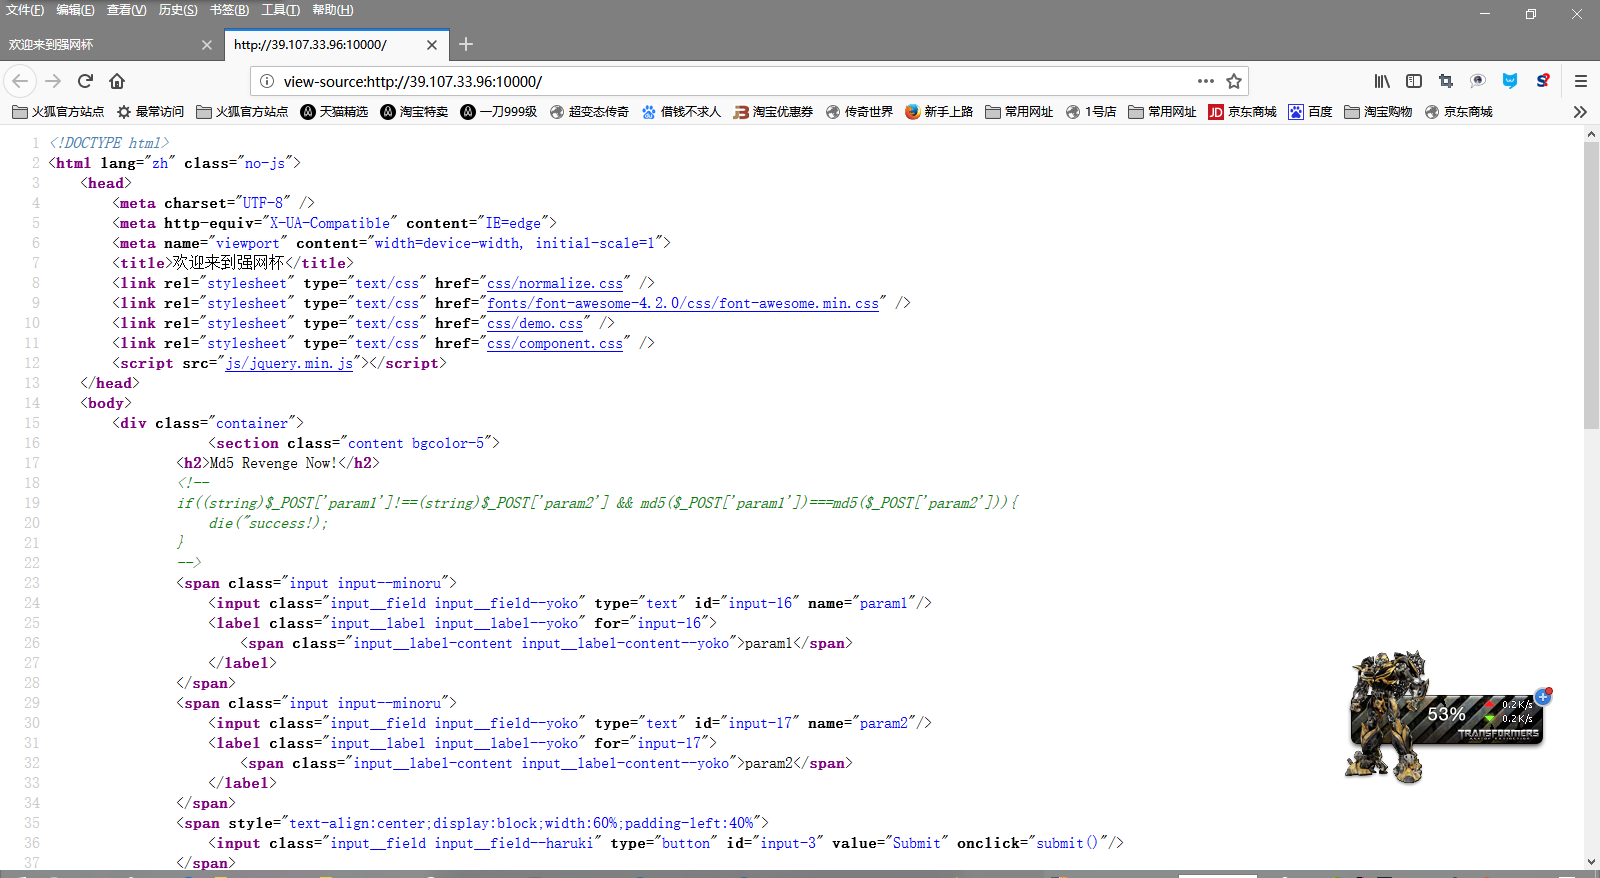 文件(F) 编辑(E) 查看(V) 历史(S) 书签(B) 工具(T) 帮助(H)
欢迎来到强网杯 http://39.107.33.96:10000/
view-source:http://39.107.33.96:10000/
火狐官方站点 最常访问 火狐官方站点 天猫精选 淘宝特卖 一刀999级 超变态传奇 借钱不求人 淘宝优惠券 传奇世界 新手上路 常用网址 1号店 常用网址 JD 京东商城 百度 淘宝购物 京东商城
1 <!DOCTYPE html>
2 <html lang="zh" class="no-js">
3 <head>
4 <meta charset="UTF-8" />
5 <meta http-equiv="X-UA-Compatible" content="IE=edge">
6 <meta name="viewport" content="width=device-width, initial-scale=1">
7 <title>欢迎来到强网杯</title>
8 <link rel="stylesheet" type="text/css" href="css/normalize.css" />
9 <link rel="stylesheet" type="text/css" href="fonts/font-awesome-4.2.0/css/font-awesome.min.css" />
10 <link rel="stylesheet" type="text/css" href="css/demo.css" />
11 <link rel="stylesheet" type="text/css" href="css/component.css" />
12 <script src="js/jquery.min.js"></script>
13 </head>
14 <body>
15 <div class="container">
16 <section class="content bgcolor-5">
17 <h2>Md5 Revenge Now!</h2>
18 <!--
19 if((string)$_POST['param1']!==(string)$_POST['param2'] && md5($_POST['param1'])===md5($_POST['param2'])){
20 die("success!);
21 }
22 -->
23 <span class="input input--minoru">
24 <input class="input__field input__field--yoko" type="text" id="input-16" name="param1"/>
25 <label class="input__label input__label--yoko" for="input-16">
26 <span class="input__label-content input__label-content--yoko">param1</span>
27 </label>
28 </span>
29 <span class="input input--minoru">
30 <input class="input__field input__field--yoko" type="text" id="input-17" name="param2"/>
31 <label class="input__label input__label--yoko" for="input-17">
32 <span class="input__label-content input__label-content--yoko">param2</span>
33 </label>
34 </span>
35 <span style="text-align:center;display:block;width:60%;padding-left:40%">
36 <input class="input__field input__field--haruki" type="button" id="input-3" value="Submit" onclick="submit()"/>
37 </span>
53% 0.2K/s
0.2K/s
TRANSFORMERS